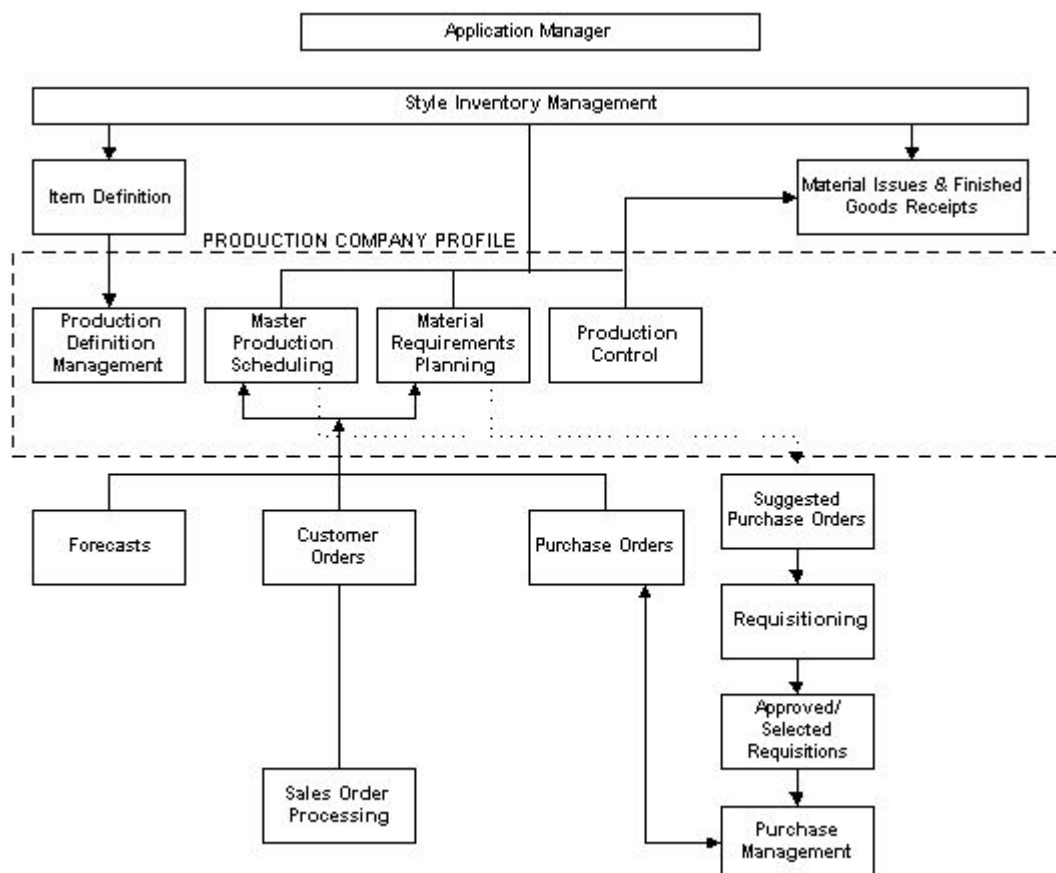 Application Manager
Style Inventory Management
Item Definition
Material Issues & Finished
Goods Receipts
PRODUCTION COMPANY PROFILE
Production
Definition
Management
Master
Production
Scheduling
Material
Requirements
Planning
Production
Control
Forecasts
Customer
Orders
Purchase Orders
Suggested
Purchase Orders
Requisitioning
Approved/
Selected
Requisitions
Sales Order
Processing
Purchase
Management